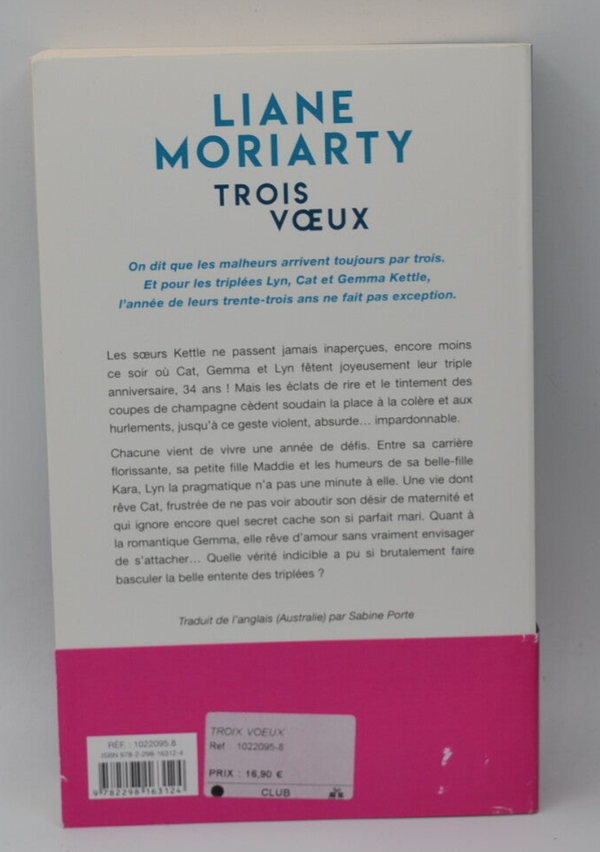 LIANE
MORIARTY
TROIS
VŒUX
On dit que les malheurs arrivent toujours par trois.
Et pour les triplées Lyn, Cat et Gemma Kettle,
l'année de leurs trente-trois ans ne fait pas exception.
Les sœurs Kettle ne passent jamais inaperçues, encore moins
ce soir où Cat, Gemma et Lyn fêtent joyeusement leur triple
anniversaire, 34 ans ! Mais les éclats de rire et le tintement des
coupes de champagne cèdent soudain la place à la colère et aux
hurlements, jusqu'à ce geste violent, absurde... impardonnable.
Chacune vient de vivre une année de défis. Entre sa carrière
florissante, sa petite fille Maddie et les humeurs de sa belle-fille
Kara, Lyn la pragmatique n'a pas une minute à elle. Une vie dont
rêve Cat, frustrée de ne pas voir aboutir son désir de maternité et
qui ignore encore quel secret cache son si parfait mari. Quant à
la romantique Gemma, elle rêve d'amour sans vraiment envisager
de s'attacher... Quelle vérité indicible a pu si brutalement faire
basculer la belle entente des triplées ?
Traduit de l'anglais (Australie) par Sabine Porte
RÉF. : 1022095-8
ISBN 978-2-298-16312-4
9 782298 163124
TROIX VOEUX
Ref 1022095-8
PRIX : 16,90 €
CLUB